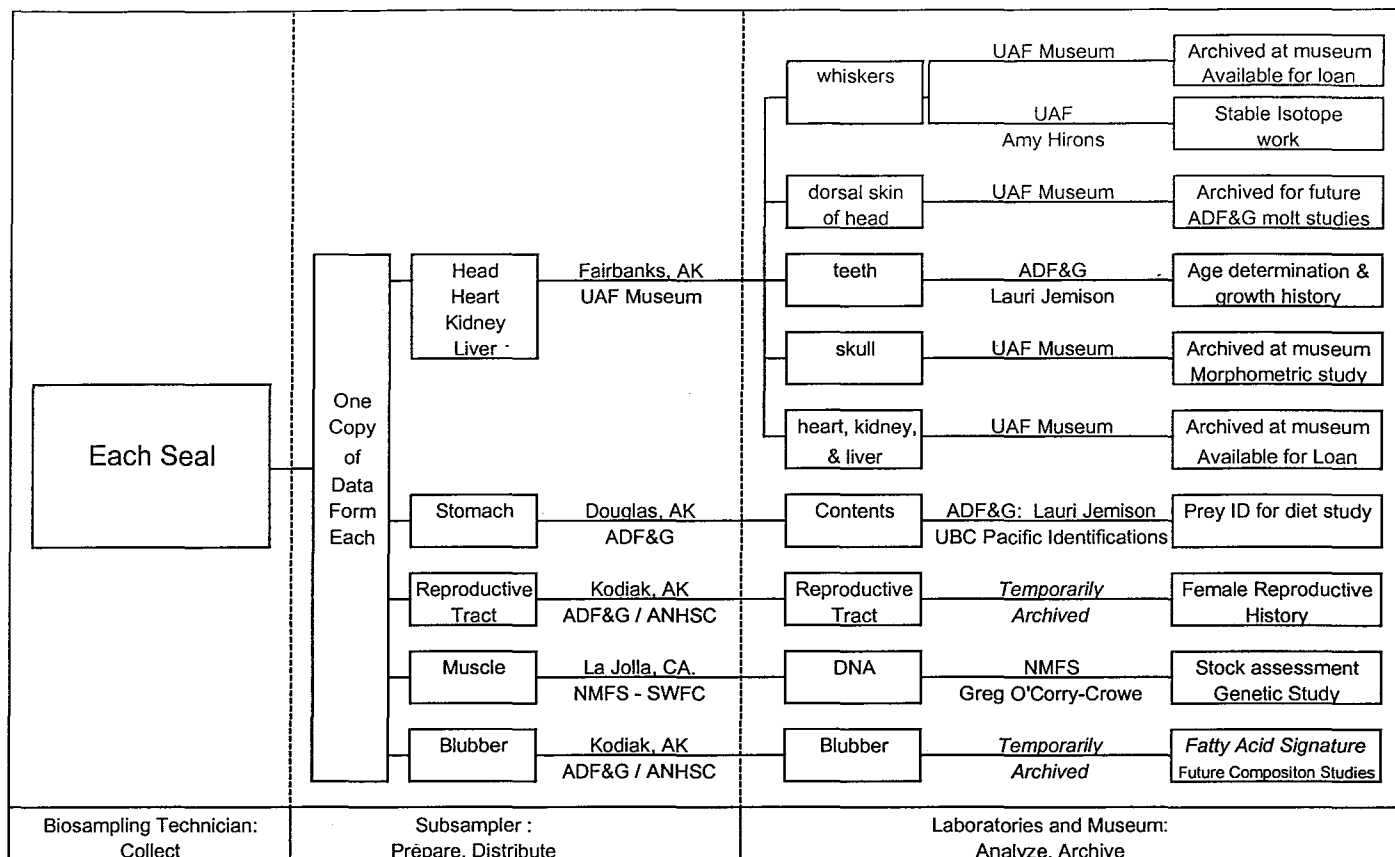 Each Seal
One
Copy
of
Data
Form
Each
Head
Heart
Kidney
Liver
Fairbanks, AK
UAF Museum
whiskers
UAF Museum
Archived at museum
Available for loan
UAF
Amy Hirons
Stable Isotope
work
dorsal skin
of head
UAF Museum
Archived for future
ADF&G molt studies
teeth
ADF&G
Lauri Jemison
Age determination &
growth history
skull
UAF Museum
Archived at museum
Morphometric study
heart, kidney,
& liver
UAF Museum
Archived at museum
Available for Loan
Stomach
Douglas, AK
ADF&G
Contents
ADF&G: Lauri Jemison
UBC Pacific Identifications
Prey ID for diet study
Reproductive
Tract
Kodiak, AK
ADF&G / ANHSC
Reproductive
Tract
Temporarily
Archived
Female Reproductive
History
Muscle
La Jolla, CA.
NMFS - SWFC
DNA
NMFS
Greg O'Corry-Crowe
Stock assessment
Genetic Study
Blubber
Kodiak, AK
ADF&G / ANHSC
Blubber
Temporarily
Archived
Fatty Acid Signature
Future Compositon Studies
Biosampling Technician:
Collect
Subsampler :
Prepare, Distribute
Laboratories and Museum:
Analyze, Archive